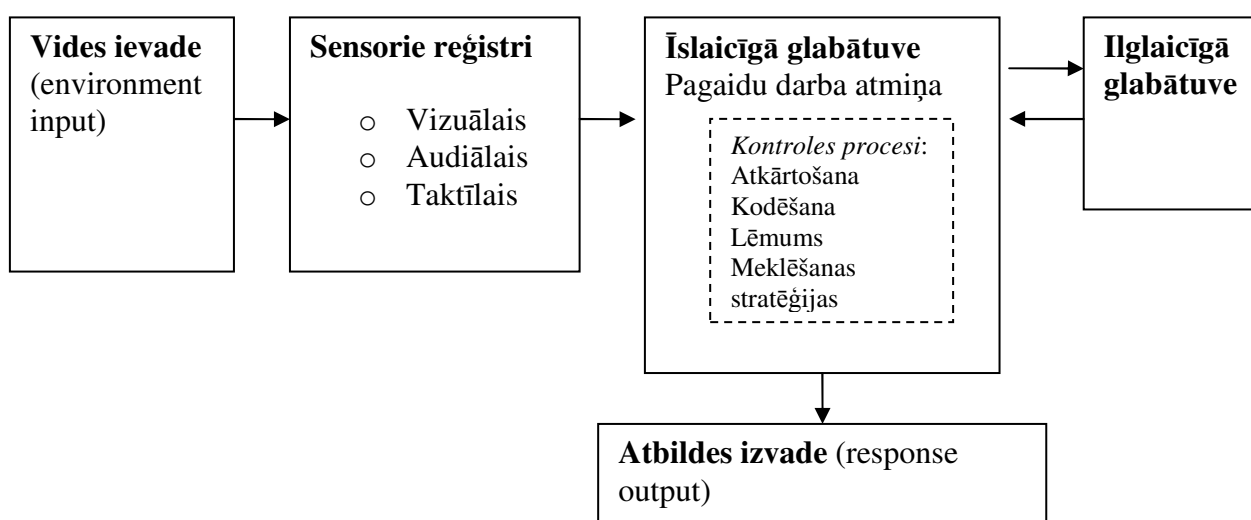 Vides ievade
(environment
input)
Sensorie reģistri
o Vizuālais
o Audiālais
o Taktīlais
Īslaicīgā glabātuve
Pagaidu darba atmiņa
Kontroles procesi:
Atkārtošana
Kodēšana
Lēmums
Meklēšanas
stratēģijas
Ilglaicīgā
glabātuve
Atbildes izvade (response
output)